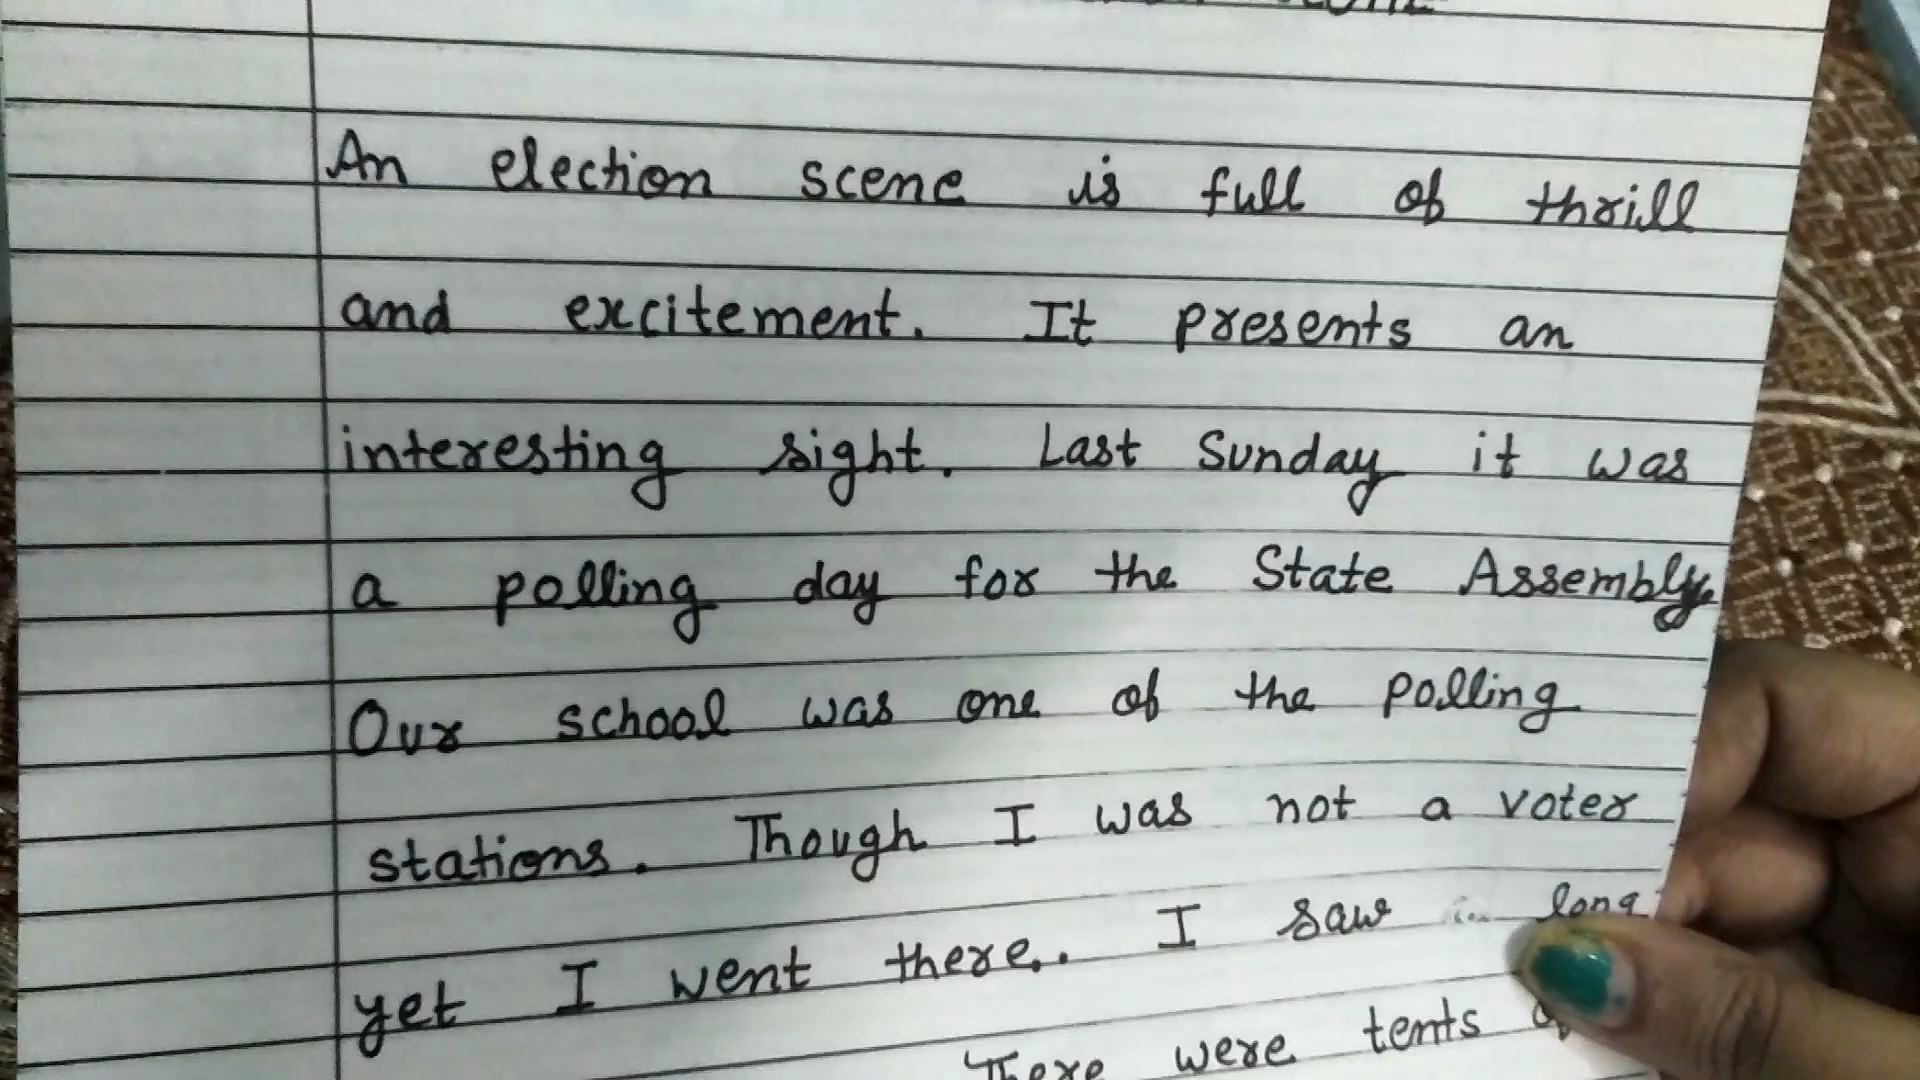 An election scene is full of thrill
and excitement. It presents an
interesting sight. Last Sunday it was
a polling day for the State Assembly.
Our school was one of the polling
stations. Though I was not a voter
yet I went there. I saw long
There were tents